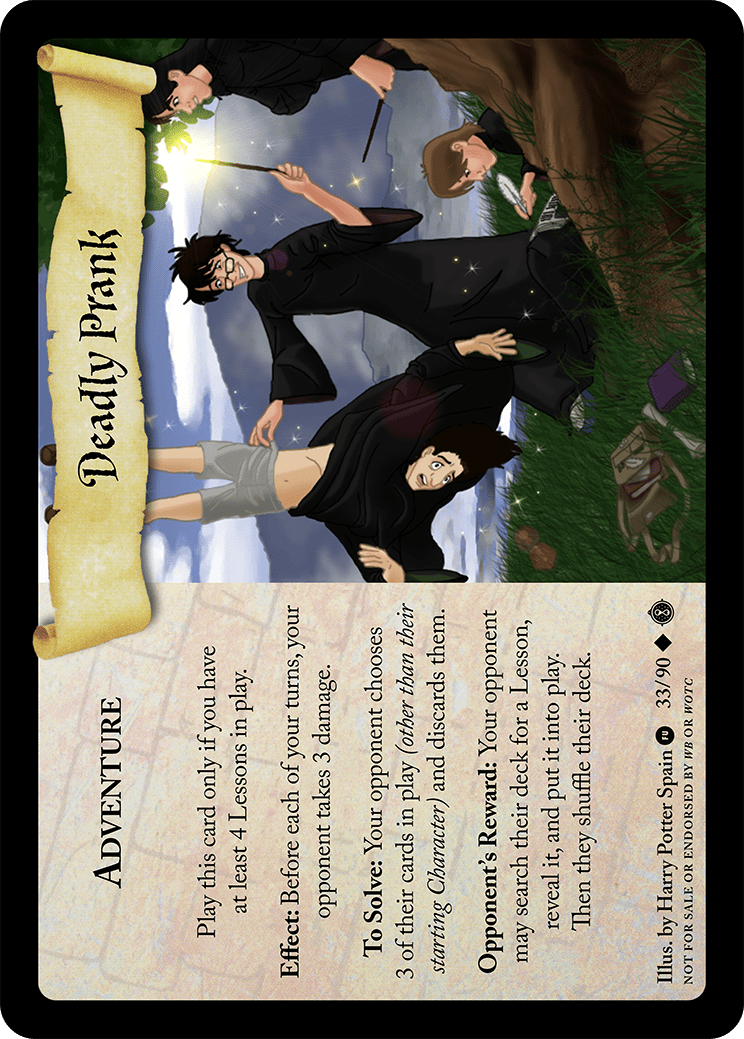 Deadly Prank
ADVENTURE
Play this card only if you have
at least 4 Lessons in play.
Effect: Before each of your turns, your
opponent takes 3 damage.
To Solve: Your opponent chooses
3 of their cards in play (other than their
starting Character) and discards them.
Opponent's Reward: Your opponent
may search their deck for a Lesson,
reveal it, and put it into play.
Then they shuffle their deck.
Illus. by Harry Potter Spain FU 33/90
NOT FOR SALE OR ENDORSED BY WB OR WOTC